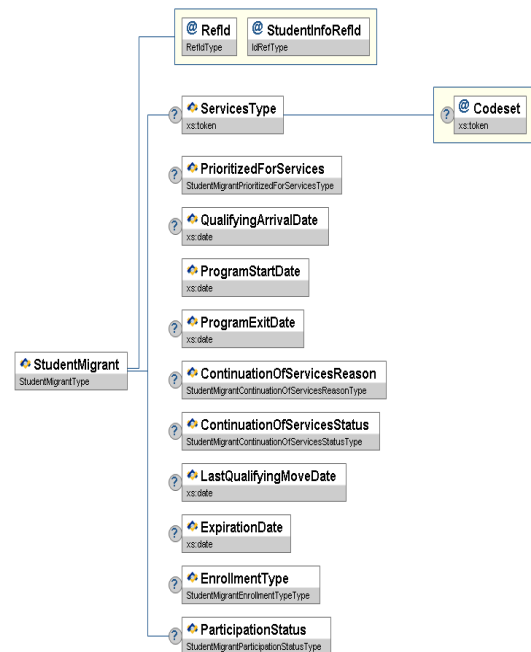 @ RefId
RefIdType
@ StudentInfoRefId
IdRefType
? ServicesType
xs:token
? @ Codeset
xs:token
? PrioritizedForServices
StudentMigrantPrioritizedForServicesType
? QualifyingArrivalDate
xs:date
ProgramStartDate
xs:date
? ProgramExitDate
xs:date
StudentMigrant
StudentMigrantType
? ContinuationOfServicesReason
StudentMigrantContinuationOfServicesReasonType
? ContinuationOfServicesStatus
StudentMigrantContinuationOfServicesStatusType
? LastQualifyingMoveDate
xs:date
? ExpirationDate
xs:date
? EnrollmentType
StudentMigrantEnrollmentTypeType
? ParticipationStatus
StudentMigrantParticipationStatusType